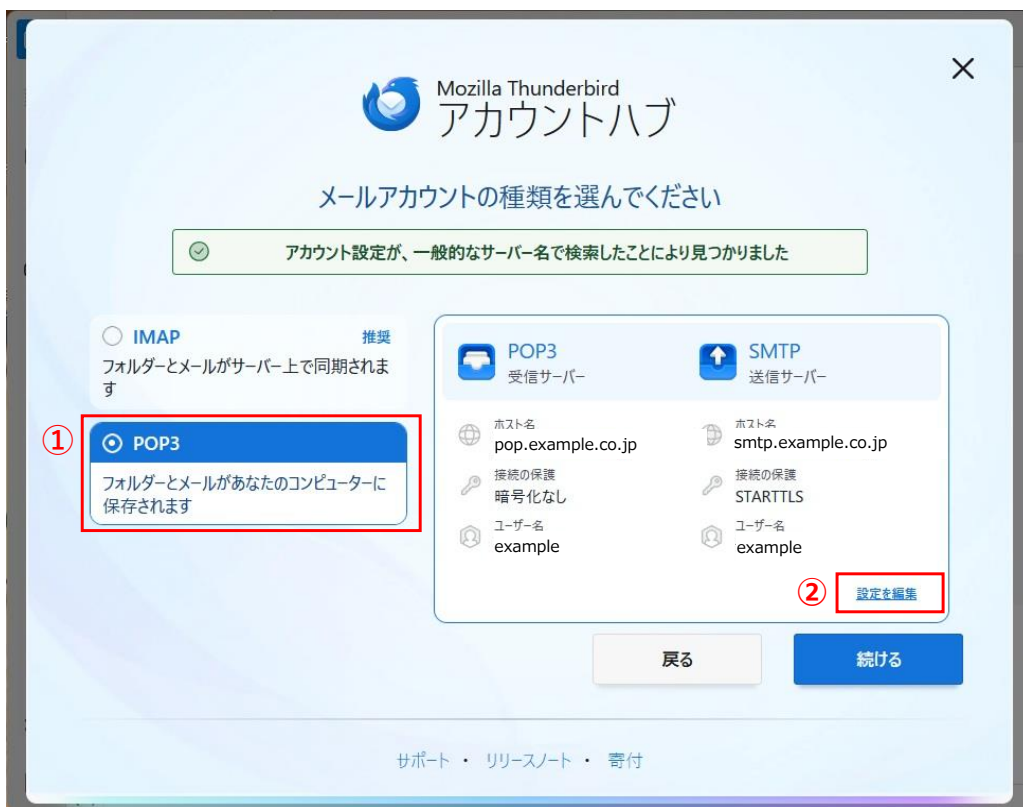 Mozilla Thunderbird
アカウントハブ
メールアカウントの種類を選んでください
アカウント設定が、一般的なサーバー名で検索したことにより見つかりました
IMAP 推奨
フォルダーとメールがサーバー上で同期されま
す
① POP3
フォルダーとメールがあなたのコンピューターに
保存されます
POP3
受信サーバー
ホスト名
pop.example.co.jp
接続の保護
暗号化なし
ユーザー名
example
SMTP
送信サーバー
ホスト名
smtp.example.co.jp
接続の保護
STARTTLS
ユーザー名
example
② 設定を編集
戻る 続ける
サポート ・ リリースノート ・ 寄付